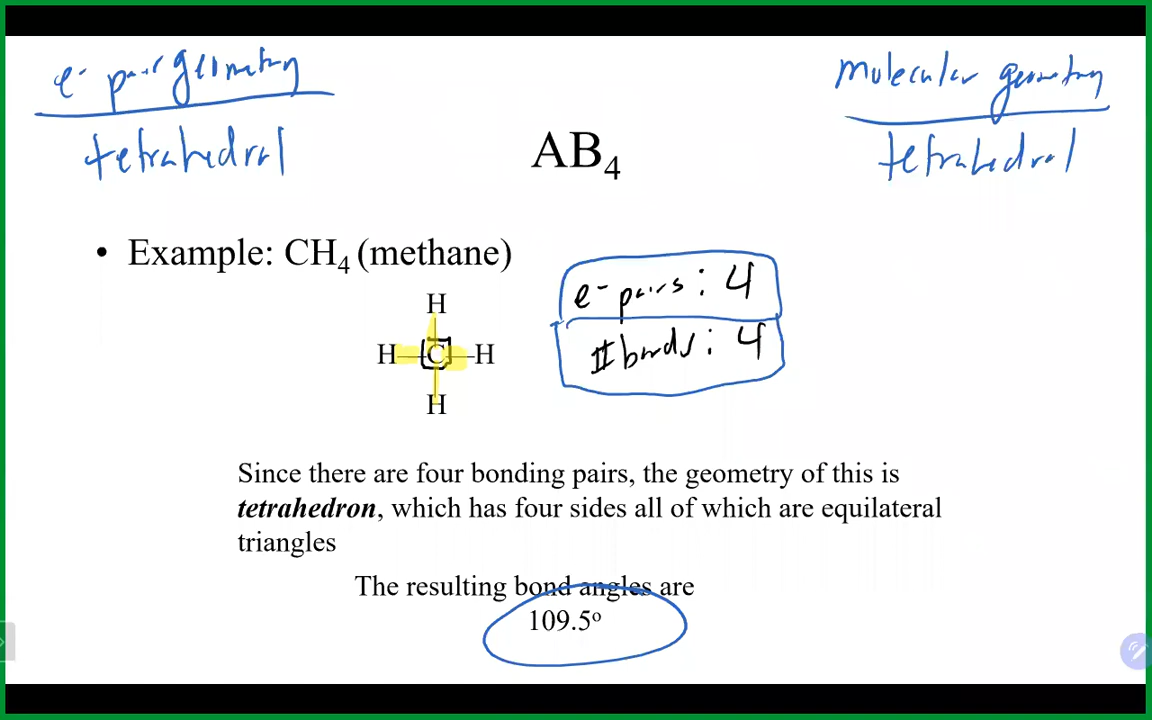 e- pair geometry
tetrahedral
molecular geometry
tetrahedral
AB₄
• Example: CH₄ (methane)
H
H—C—H
H
e- pairs: 4
# bonds: 4
Since there are four bonding pairs, the geometry of this is
tetrahedron, which has four sides all of which are equilateral
triangles
The resulting bond angles are
109.5º